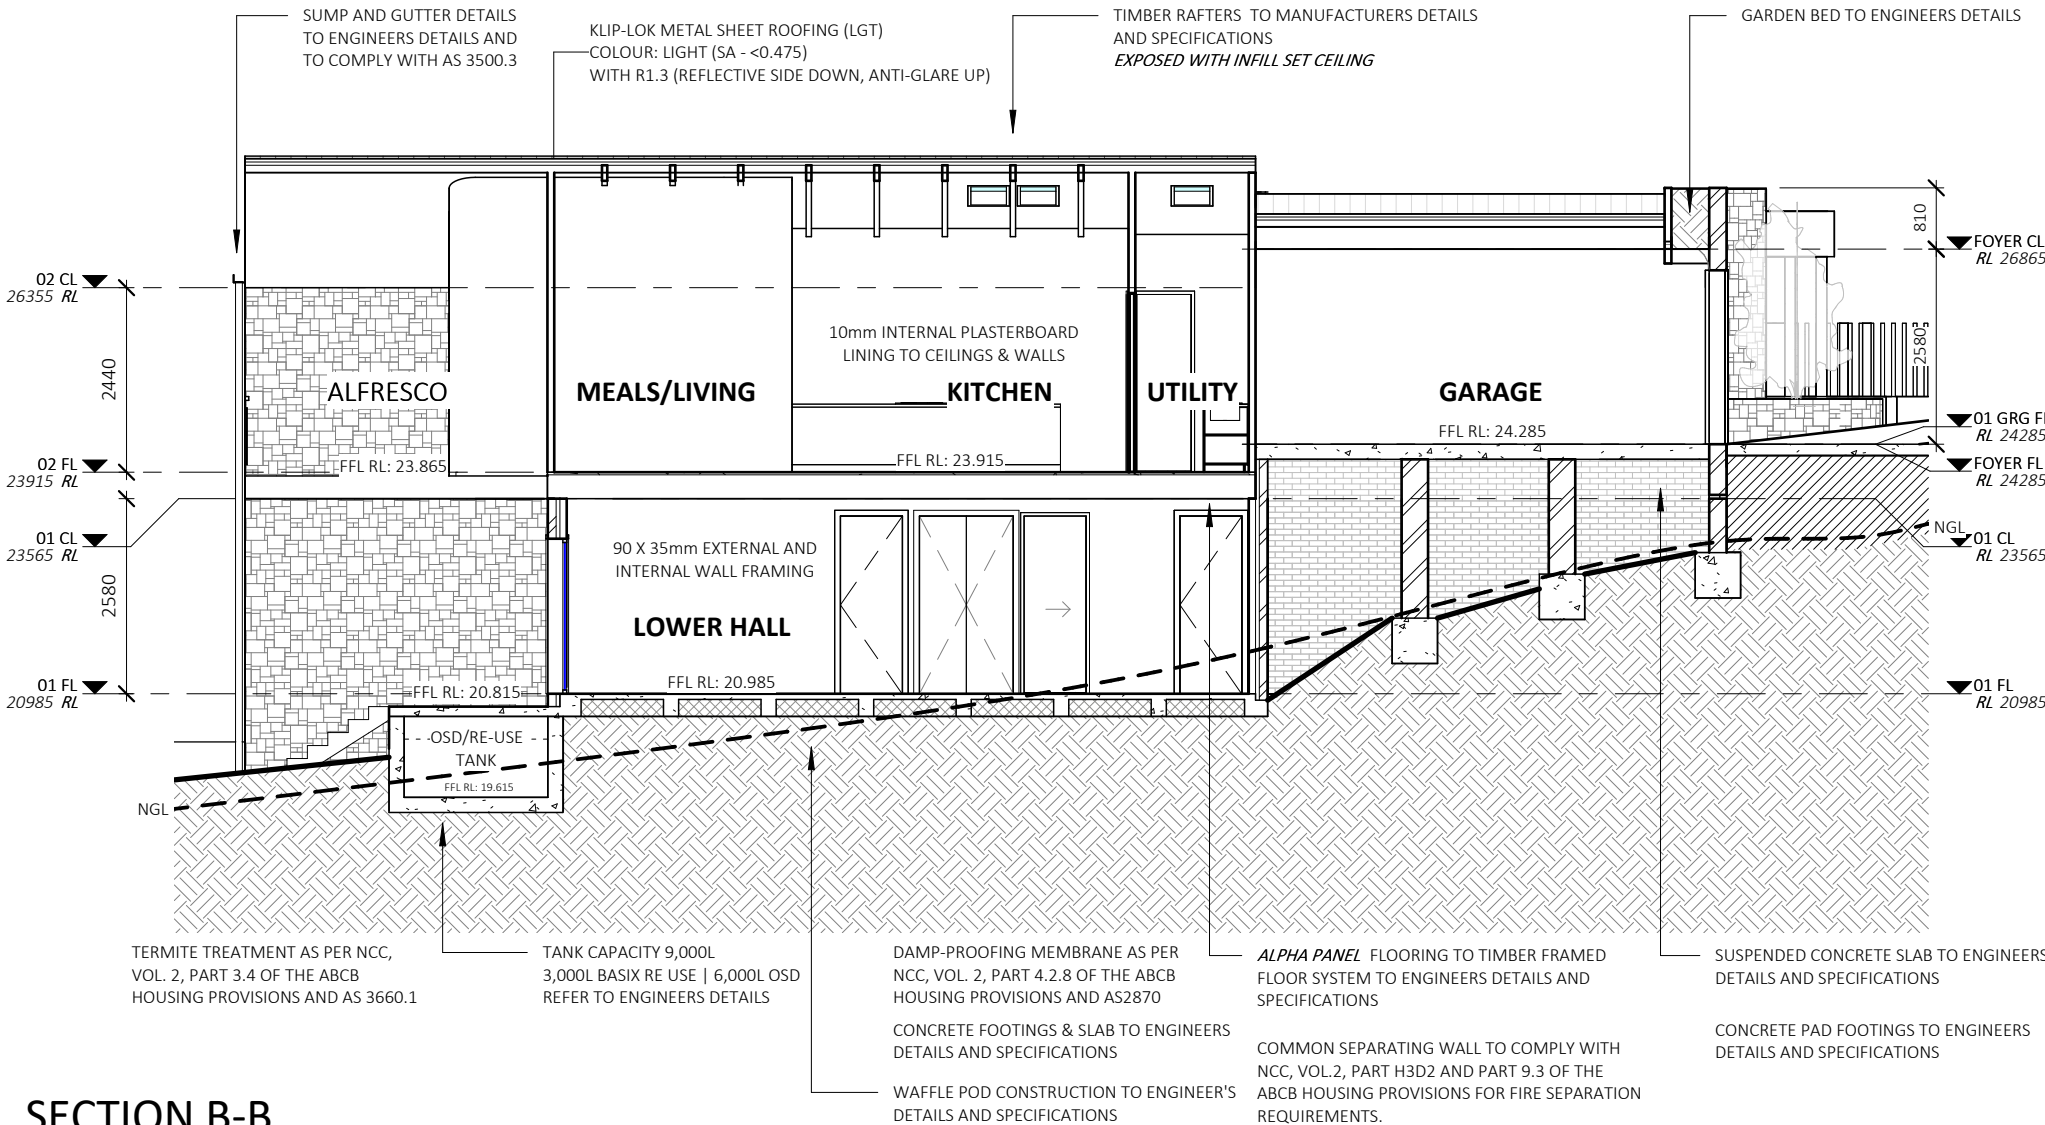 SUMP AND GUTTER DETAILS
TO ENGINEERS DETAILS AND
TO COMPLY WITH AS 3500.3
KLIP-LOK METAL SHEET ROOFING (LGT)
COLOUR: LIGHT (SA - <0.475)
WITH R1.3 (REFLECTIVE SIDE DOWN, ANTI-GLARE UP)
TIMBER RAFTERS TO MANUFACTURERS DETAILS
AND SPECIFICATIONS
EXPOSED WITH INFILL SET CEILING
GARDEN BED TO ENGINEERS DETAILS
810
FOYER CL
RL 26865
02 CL
26355 RL
2440
2580
10mm INTERNAL PLASTERBOARD
LINING TO CEILINGS & WALLS
ALFRESCO
MEALS/LIVING
KITCHEN
UTILITY
GARAGE
FFL RL: 24.285
FFL RL: 23.865
FFL RL: 23.915
01 GRG F
RL 24285
02 FL
23915 RL
FOYER FL
RL 24285
NGL
01 CL
23565 RL
01 CL
RL 23565
2580
90 X 35mm EXTERNAL AND
INTERNAL WALL FRAMING
LOWER HALL
FFL RL: 20.815
FFL RL: 20.985
01 FL
20985 RL
01 FL
RL 20985
OSD/RE-USE
TANK
FFL RL: 19.615
NGL
TERMITE TREATMENT AS PER NCC,
VOL. 2, PART 3.4 OF THE ABCB
HOUSING PROVISIONS AND AS 3660.1
TANK CAPACITY 9,000L
3,000L BASIX RE USE | 6,000L OSD
REFER TO ENGINEERS DETAILS
DAMP-PROOFING MEMBRANE AS PER
NCC, VOL. 2, PART 4.2.8 OF THE ABCB
HOUSING PROVISIONS AND AS2870
CONCRETE FOOTINGS & SLAB TO ENGINEERS
DETAILS AND SPECIFICATIONS
WAFFLE POD CONSTRUCTION TO ENGINEER'S
DETAILS AND SPECIFICATIONS
ALPHA PANEL FLOORING TO TIMBER FRAMED
FLOOR SYSTEM TO ENGINEERS DETAILS AND
SPECIFICATIONS
COMMON SEPARATING WALL TO COMPLY WITH
NCC, VOL.2, PART H3D2 AND PART 9.3 OF THE
ABCB HOUSING PROVISIONS FOR FIRE SEPARATION
REQUIREMENTS.
SUSPENDED CONCRETE SLAB TO ENGINEERS
DETAILS AND SPECIFICATIONS
CONCRETE PAD FOOTINGS TO ENGINEERS
DETAILS AND SPECIFICATIONS
SECTION B-B